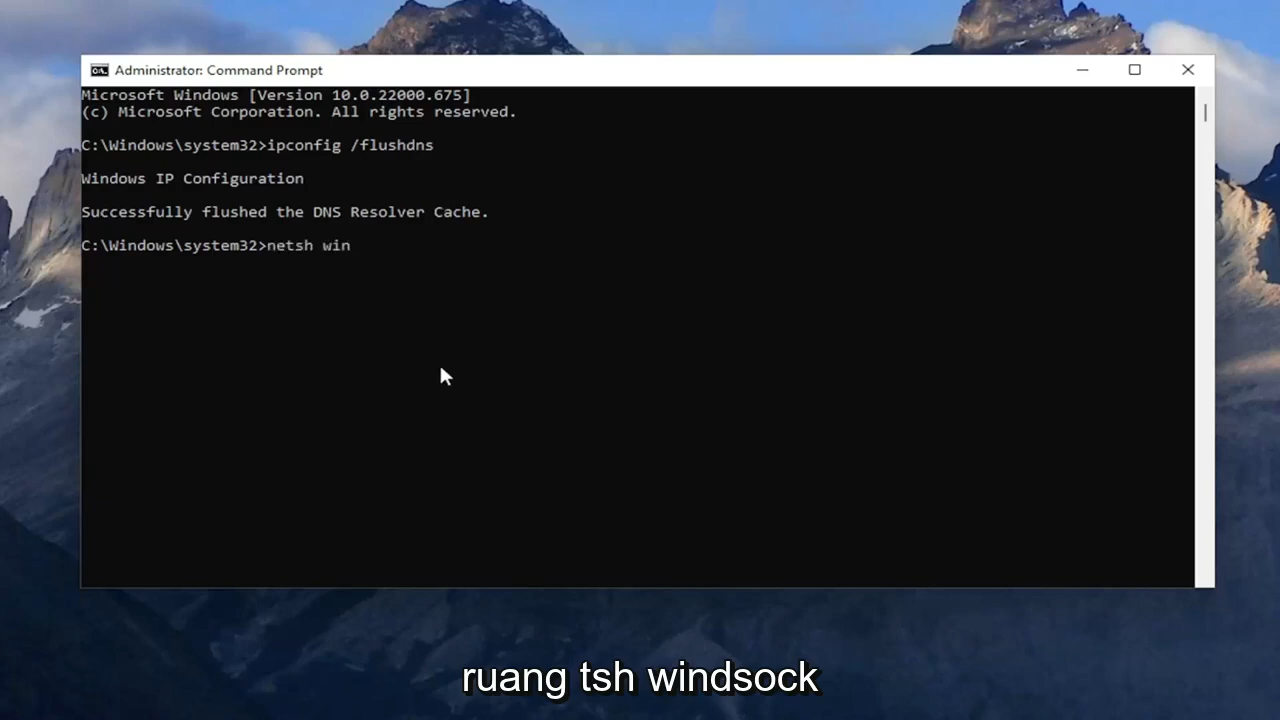 Administrator: Command Prompt
Microsoft Windows [Version 10.0.22000.675]
(c) Microsoft Corporation. All rights reserved.
C:\Windows\system32>ipconfig /flushdns
Windows IP Configuration
Successfully flushed the DNS Resolver Cache.
C:\Windows\system32>netsh win
ruang tsh windsock